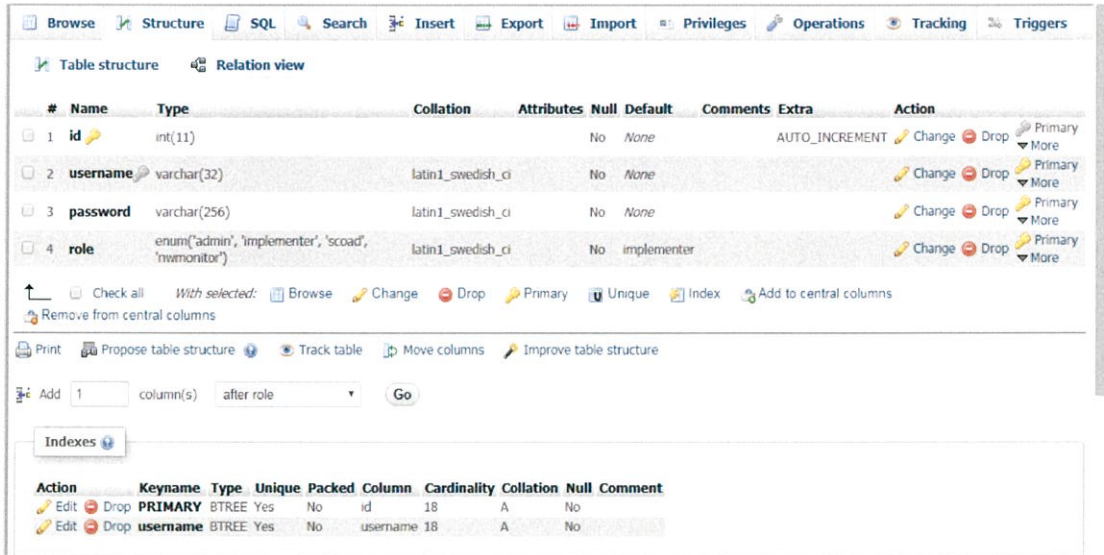 Browse Structure SQL Search Insert Export Import Privileges Operations Tracking Triggers
Table structure Relation view
# Name Type Collation Attributes Null Default Comments Extra Action
1 id int(11) No None AUTO_INCREMENT Change Drop Primary
More
2 username varchar(32) latin1_swedish_ci No None Change Drop Primary
More
3 password varchar(256) latin1_swedish_ci No None Change Drop Primary
More
4 role enum('admin', 'implementer', 'scoad', 'nwmonitor') latin1_swedish_ci No implementer Change Drop Primary
More
Check all With selected: Browse Change Drop Primary Unique Index Add to central columns
Remove from central columns
Print Propose table structure Track table Move columns Improve table structure
Add 1 column(s) after role Go
Indexes
Action Keyname Type Unique Packed Column Cardinality Collation Null Comment
Edit Drop PRIMARY BTREE Yes No id 18 A No
Edit Drop username BTREE Yes No username 18 A No